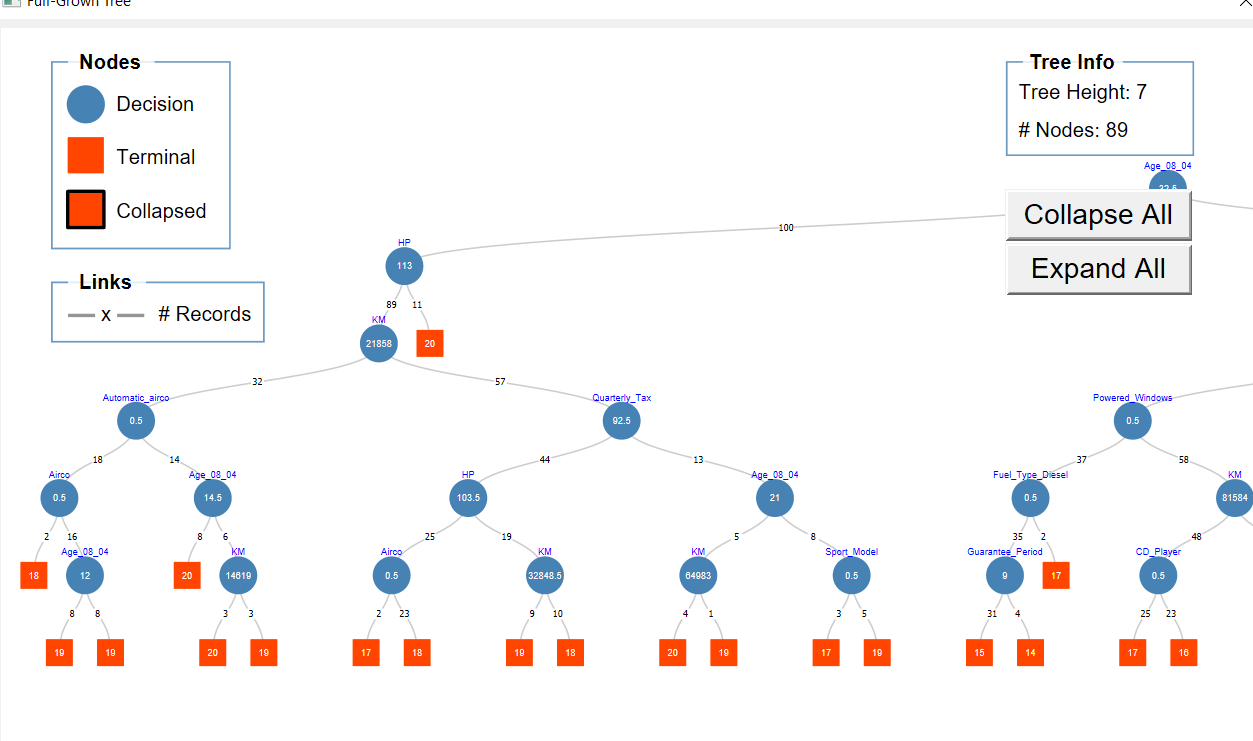 Full-Grown Tree
Nodes
Decision
Terminal
Collapsed
Links
x # Records
Tree Info
Tree Height: 7
# Nodes: 89
Age_08_04
Collapse All
Expand All
100
HP
113
89 11
KM
21858 20
32 57
Automatic_airco Quarterly_Tax Powered_Windows
0.5 92.5 0.5
18 14 44 13 37 58
Airco Age_08_04 HP Age_08_04 Fuel_Type_Diesel KM
0.5 14.5 103.5 21 0.5 81584
2 16 8 6 25 19 5 8 35 2 48
Age_08_04 KM Airco KM KM Sport_Model Guarantee_Period CD_Player
18 12 20 14619 0.5 32848.5 64983 0.5 9 17 0.5
8 8 3 3 2 23 9 10 4 1 3 5 31 4 25 23
19 19 20 19 17 18 19 18 20 19 17 19 15 14 17 16